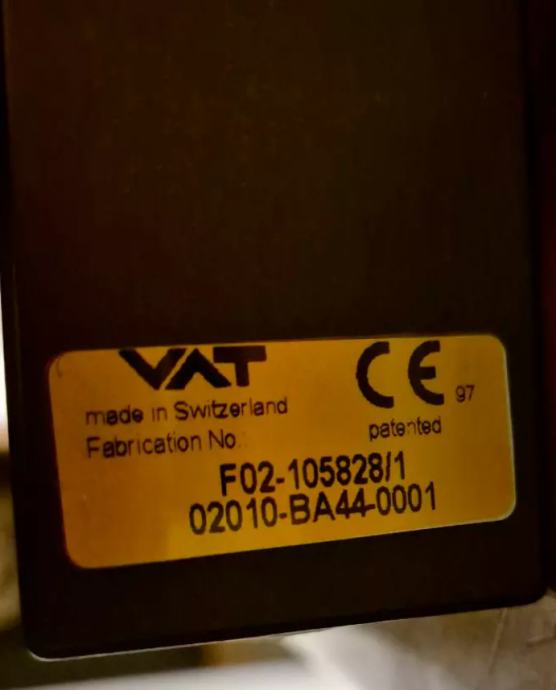 VAT CE 97
made in Switzerland
patented
Fabrication No.:
F02-105828/1
02010-BA44-0001